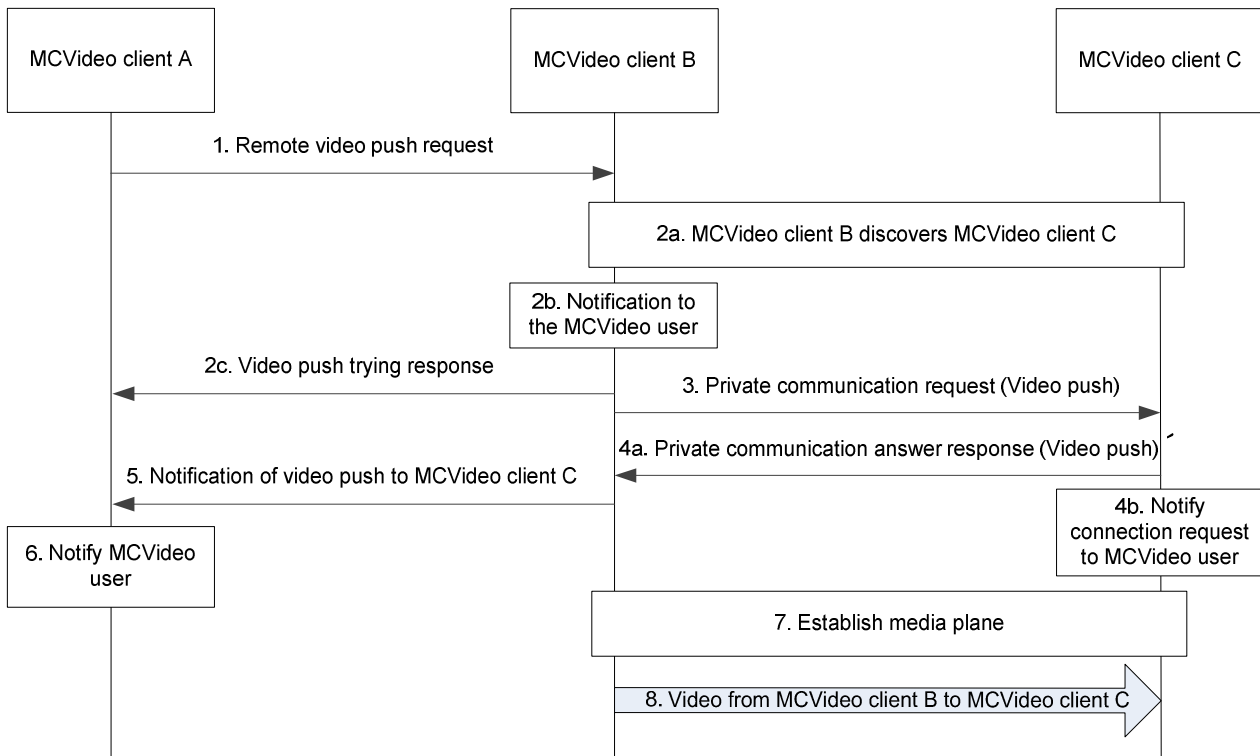 MCVideo client A
MCVideo client B
MCVideo client C
1. Remote video push request
2a. MCVideo client B discovers MCVideo client C
2b. Notification to
the MCVideo user
2c. Video push trying response
3. Private communication request (Video push)
4a. Private communication answer response (Video push)
5. Notification of video push to MCVideo client C
4b. Notify
connection request
to MCVideo user
6. Notify MCVideo
user
7. Establish media plane
8. Video from MCVideo client B to MCVideo client C